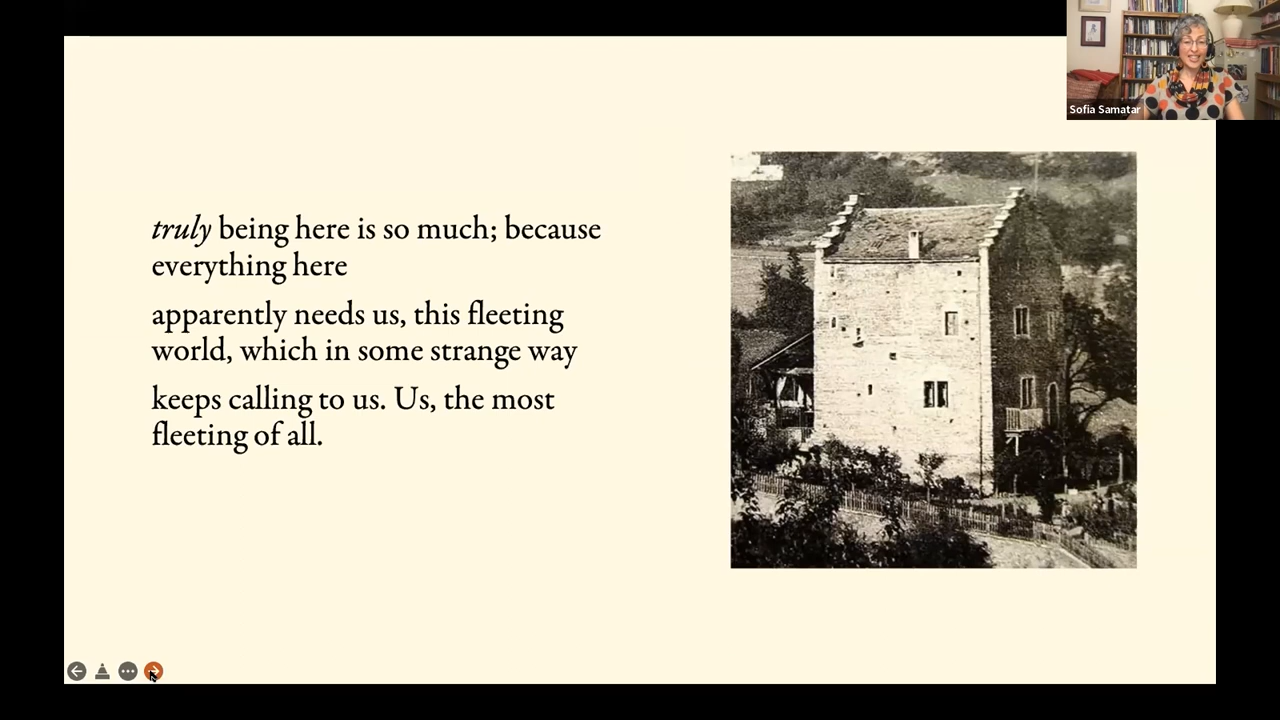 Sofia Samatar
truly being here is so much; because
everything here
apparently needs us, this fleeting
world, which in some strange way
keeps calling to us. Us, the most
fleeting of all.